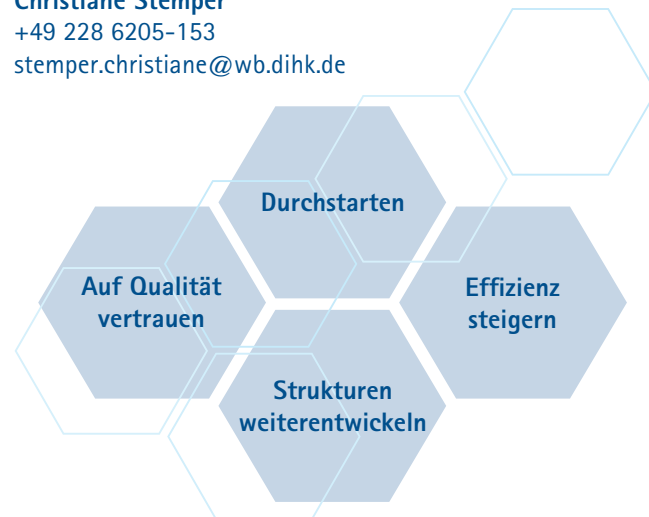 Christiane Stemper
+49 228 6205-153
stemper.christiane@wb.dihk.de
Durchstarten
Auf Qualität
vertrauen
Effizienz
steigern
Strukturen
weiterentwickeln